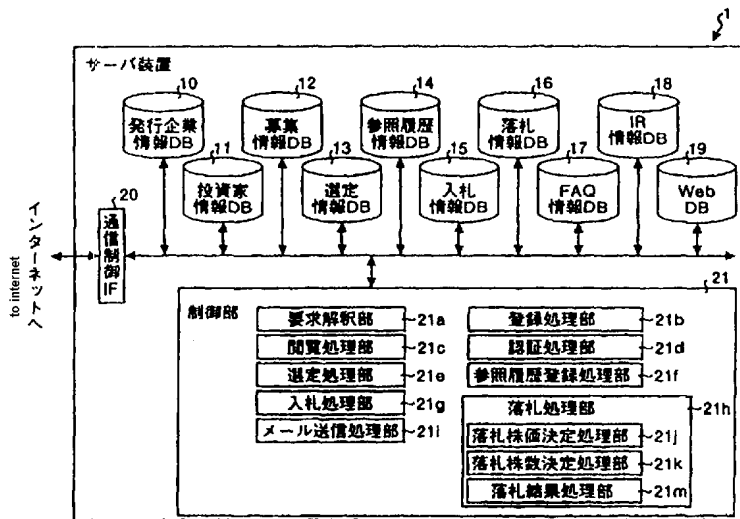 1
サーバ装置
10
12
14
16
18
発行企業
情報DB
募集
情報DB
参照履歴
情報DB
落札
情報DB
IR
情報DB
11
13
15
17
19
投資家
情報DB
選定
情報DB
入札
情報DB
FAQ
情報DB
Web
DB
20
通信制御IF
インターネットへ
to internet
21
制御部
要求解釈部
21a
登録処理部
21b
閲覧処理部
21c
認証処理部
21d
選定処理部
21e
参照履歴登録処理部
21f
入札処理部
21g
落札処理部
21h
メール送信処理部
21i
落札株価決定処理部
21j
落札株数決定処理部
21k
落札結果処理部
21m